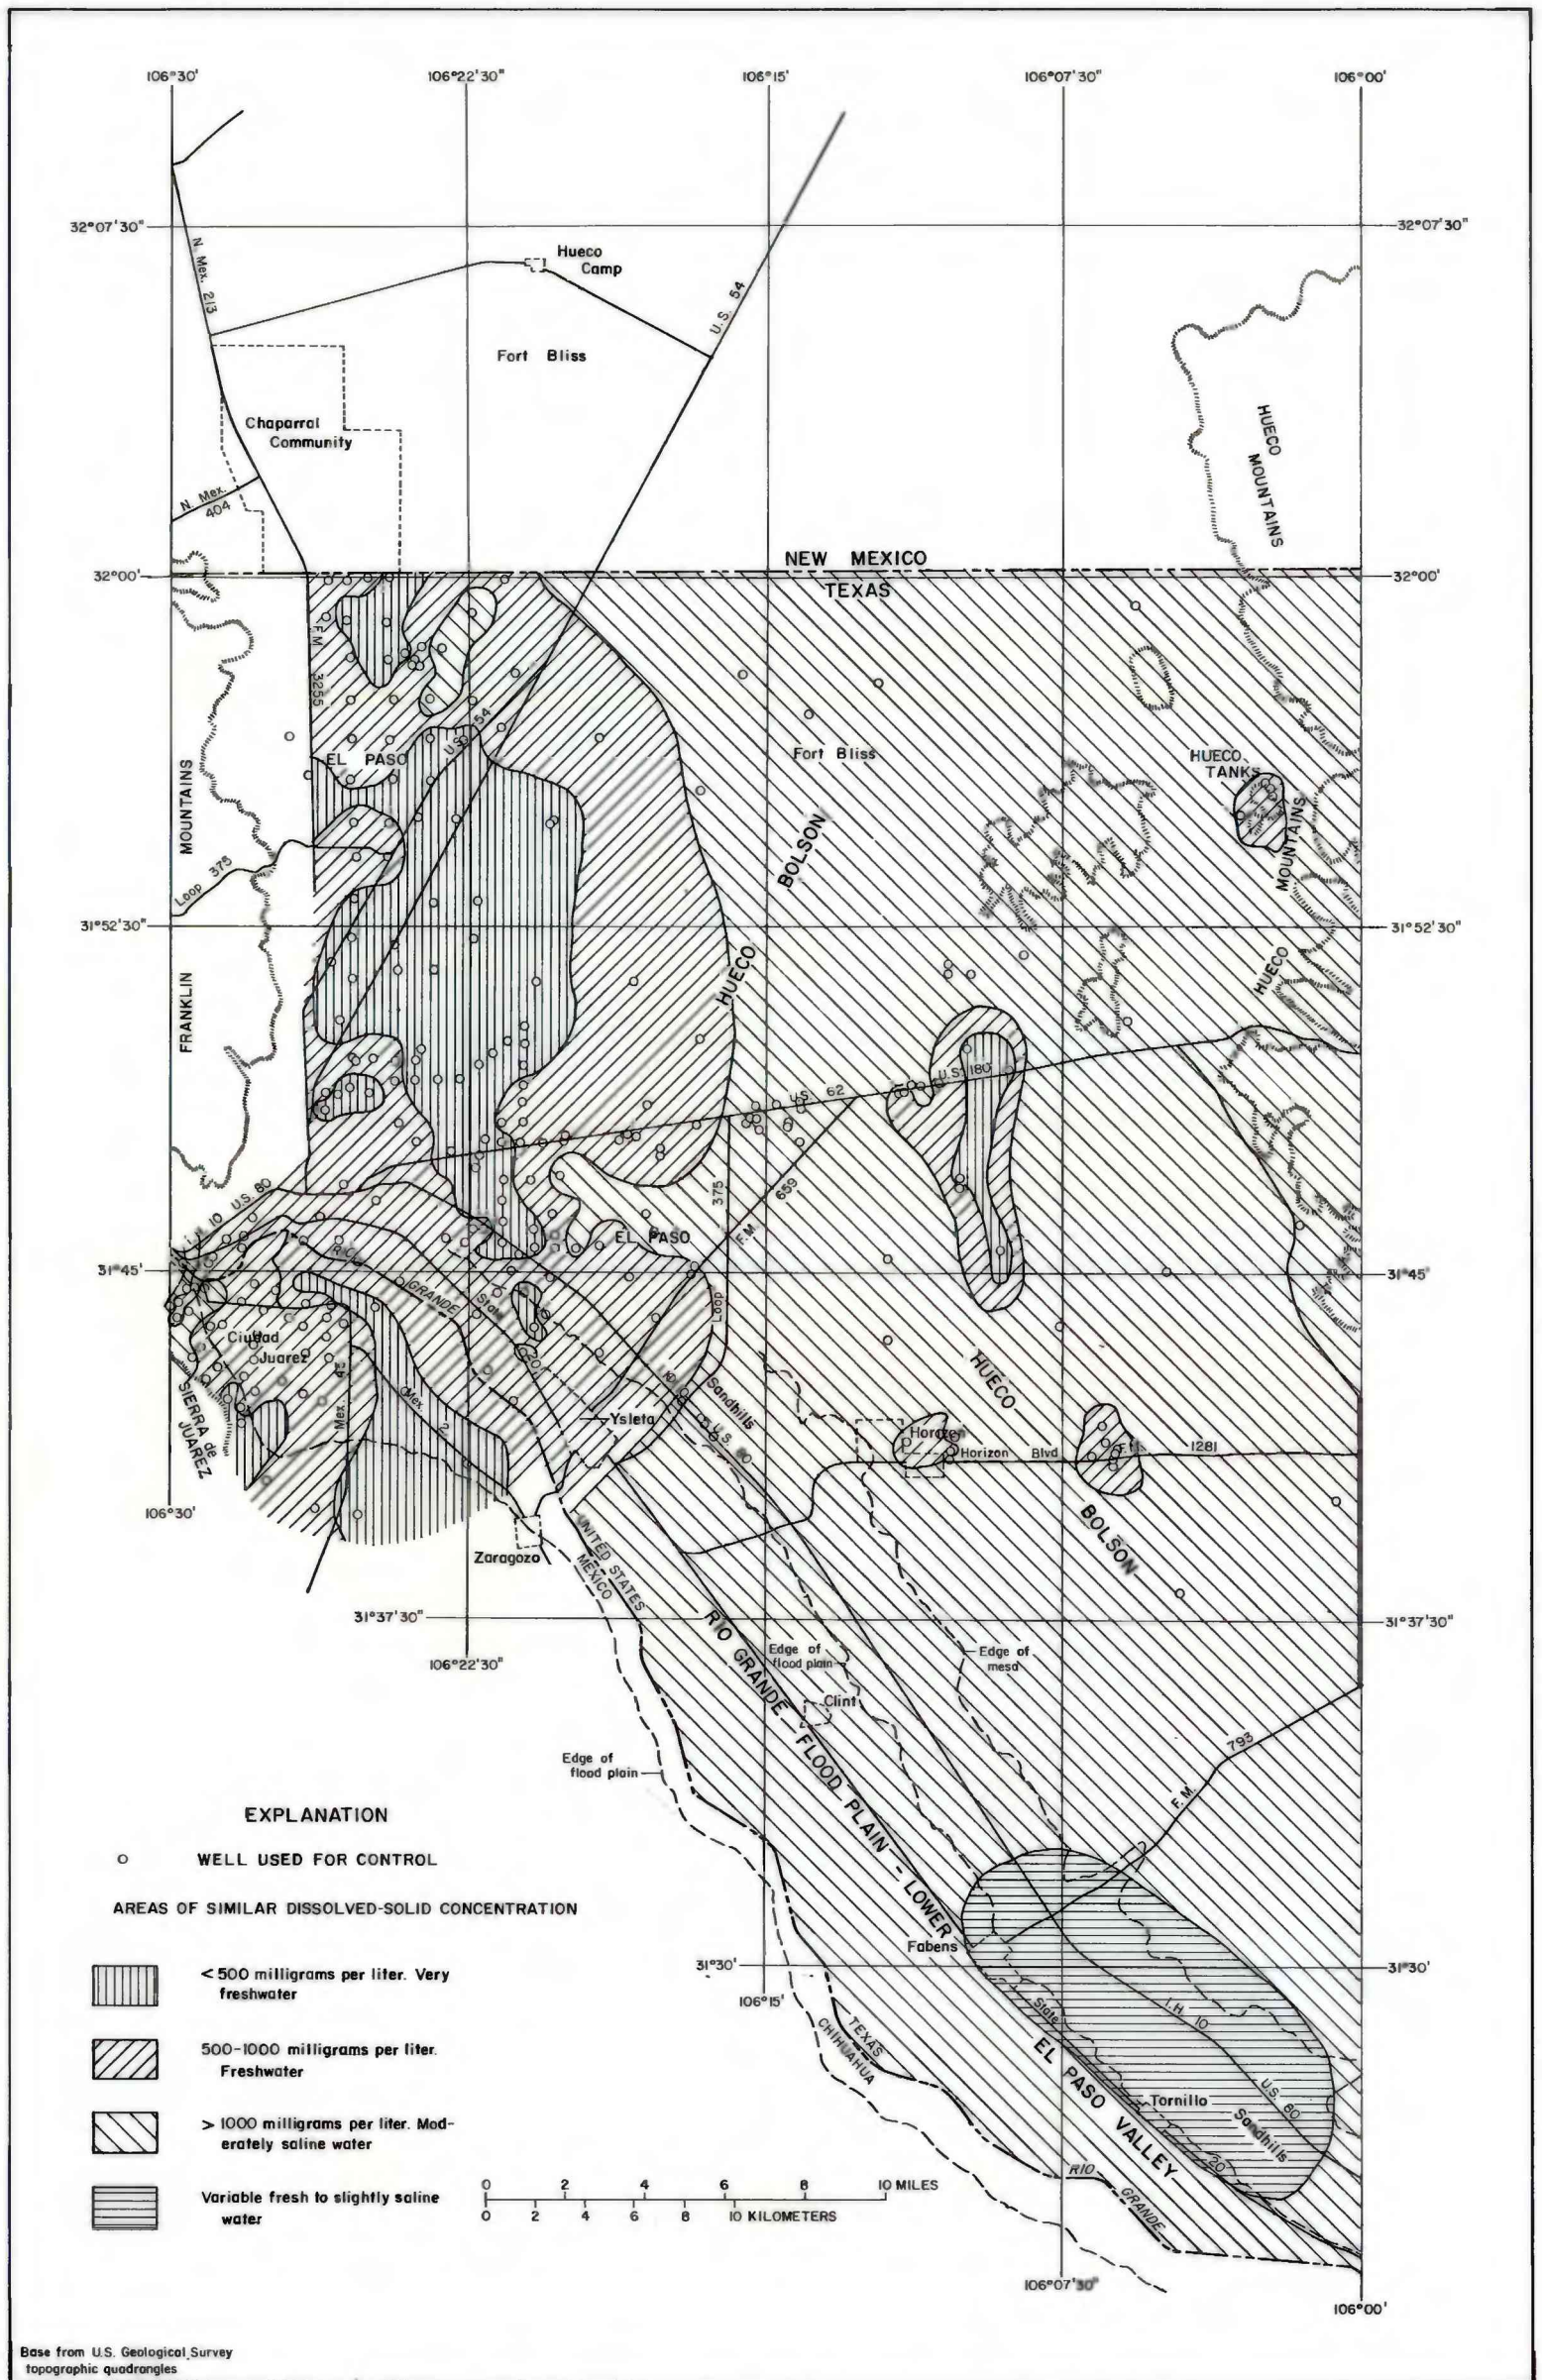 106°30'
106°22'30"
106°15'
106°07'30"
106°00'
32°07'30"
32°07'30"
N. Mex. 213
Hueco
Camp
U.S. 54
Fort Bliss
Chaparral
Community
HUECO
MOUNTAINS
N. Mex.
404
NEW MEXICO
32°00'
32°00'
TEXAS
F.M. 3255
U.S. 54
EL PASO
Fort Bliss
HUECO
TANKS
MOUNTAINS
MOUNTAINS
BOLSON
Loop 375
31°52'30"
31°52'30"
HUECO
HUECO
FRANKLIN
U.S. 180
U.S. 62
375
659
F.M.
I.H. 10 U.S. 80
EL PASO
31°45'
31°45'
RIO
GRANDE
State
Loop
20
Ciudad
Juarez
Mex. 45
Mex. 2
SIERRA de
JUAREZ
HUECO
I.H. 10
Sandhills
U.S. 80
Ysleta
Horizon
Horizon Blvd
F.M. 1281
106°30'
BOLSON
Zaragozo
UNITED STATES
MEXICO
31°37'30"
31°37'30"
RIO GRANDE FLOOD PLAIN - LOWER
Edge of
flood plain
Edge of
mesa
106°22'30"
Clint
793
F.M.
Edge of
flood plain
EXPLANATION
WELL USED FOR CONTROL
AREAS OF SIMILAR DISSOLVED-SOLID CONCENTRATION
< 500 milligrams per liter. Very
freshwater
500-1000 milligrams per liter.
Freshwater
> 1000 milligrams per liter. Mod-
erately saline water
Variable fresh to slightly saline
water
Fabens
31°30'
31°30'
106°15'
State
I.H. 10
TEXAS
CHIHUAHUA
EL PASO VALLEY
U.S. 80
Tornillo
Sandhills
20
RIO
GRANDE
0 2 4 6 8 10 MILES
0 2 4 6 8 10 KILOMETERS
106°07'30"
106°00'
Base from U.S. Geological Survey
topographic quadrangles